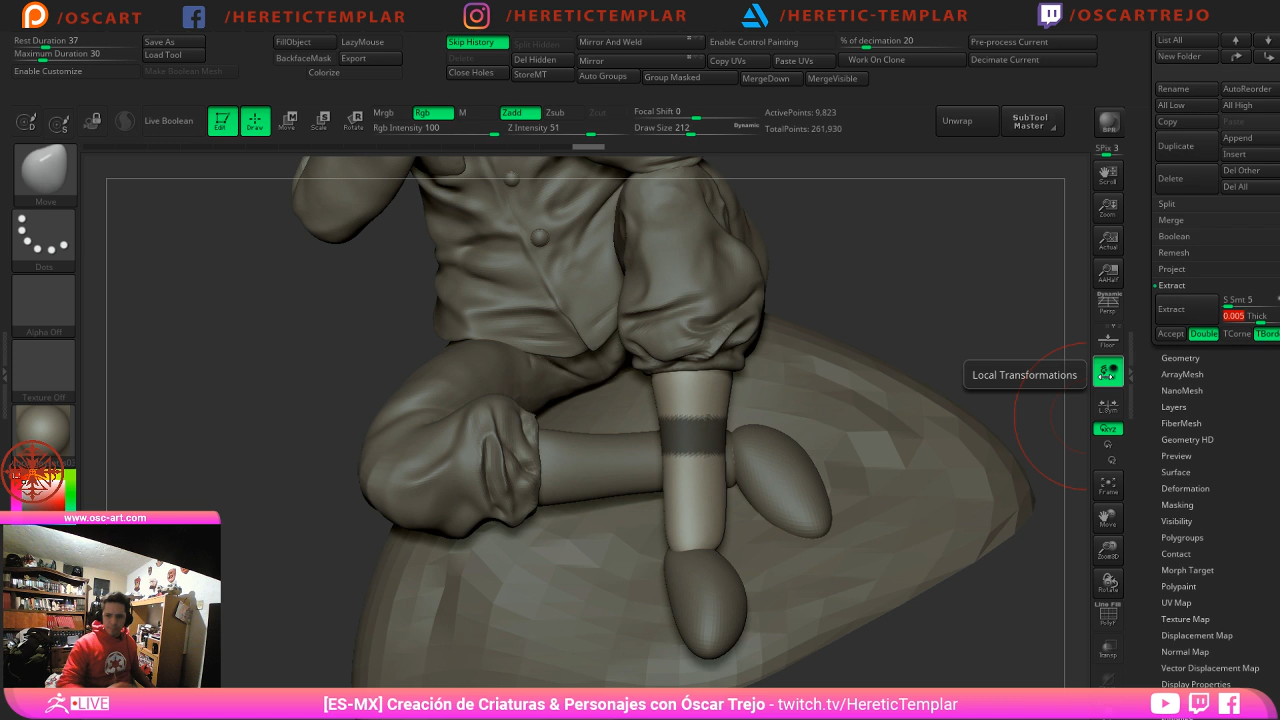 /OSCART
/HERETICTEMPLAR
/HERETICTEMPLAR
/HERETIC-TEMPLAR
/OSCARTREJO
Rest Duration 37
Maximum Duration 30
Enable Customize
Save As
Load Tool
Make Boolean Mesh
FillObject
LazyMouse
BackfaceMask
Export
Colorize
Skip History
Split Hidden
Delete
Del Hidden
Close Holes
StoreMT
Mirror And Weld
Mirror
Auto Groups
Group Masked
Enable Control Painting
Copy UVs
Paste UVs
MergeDown
MergeVisible
% of decimation 20
Work On Clone
Pre-process Current
Decimate Current
List All
New Folder
Rename
AutoReorder
All Low
All High
Copy
Paste
Duplicate
Append
Insert
Delete
Del Other
Del All
Split
Merge
Boolean
Remesh
Project
Extract
Extract
S Smt 5
0.005 Thick
Accept
Double
TCorne
TBord
Live Boolean
Edit
Draw
Move
Scale
Rotate
Mrgb
Rgb
M
Rgb Intensity 100
Zadd
Zsub
Zcut
Z Intensity 51
Focal Shift 0
Draw Size 212
Dynamic
ActivePoints: 9,823
TotalPoints: 261,930
Unwrap
SubTool
Master
BPR
SPix 3
Scroll
Zoom
Actual
AAHalf
Dynamic
Persp
Floor
Local Transformations
L.Sym
XYZ
Frame
Move
Zoom3D
Rotate
Line Fill
PolyF
Transp
Move
Dots
Alpha Off
Texture Off
Geometry
ArrayMesh
NanoMesh
Layers
FiberMesh
Geometry HD
Preview
Surface
Deformation
Masking
Visibility
Polygroups
Contact
Morph Target
Polypaint
UV Map
Texture Map
Displacement Map
Normal Map
Vector Displacement Map
Display Properties
www.osc-art.com
LIVE
[ES-MX] Creación de Criaturas & Personajes con Óscar Trejo - twitch.tv/HereticTemplar